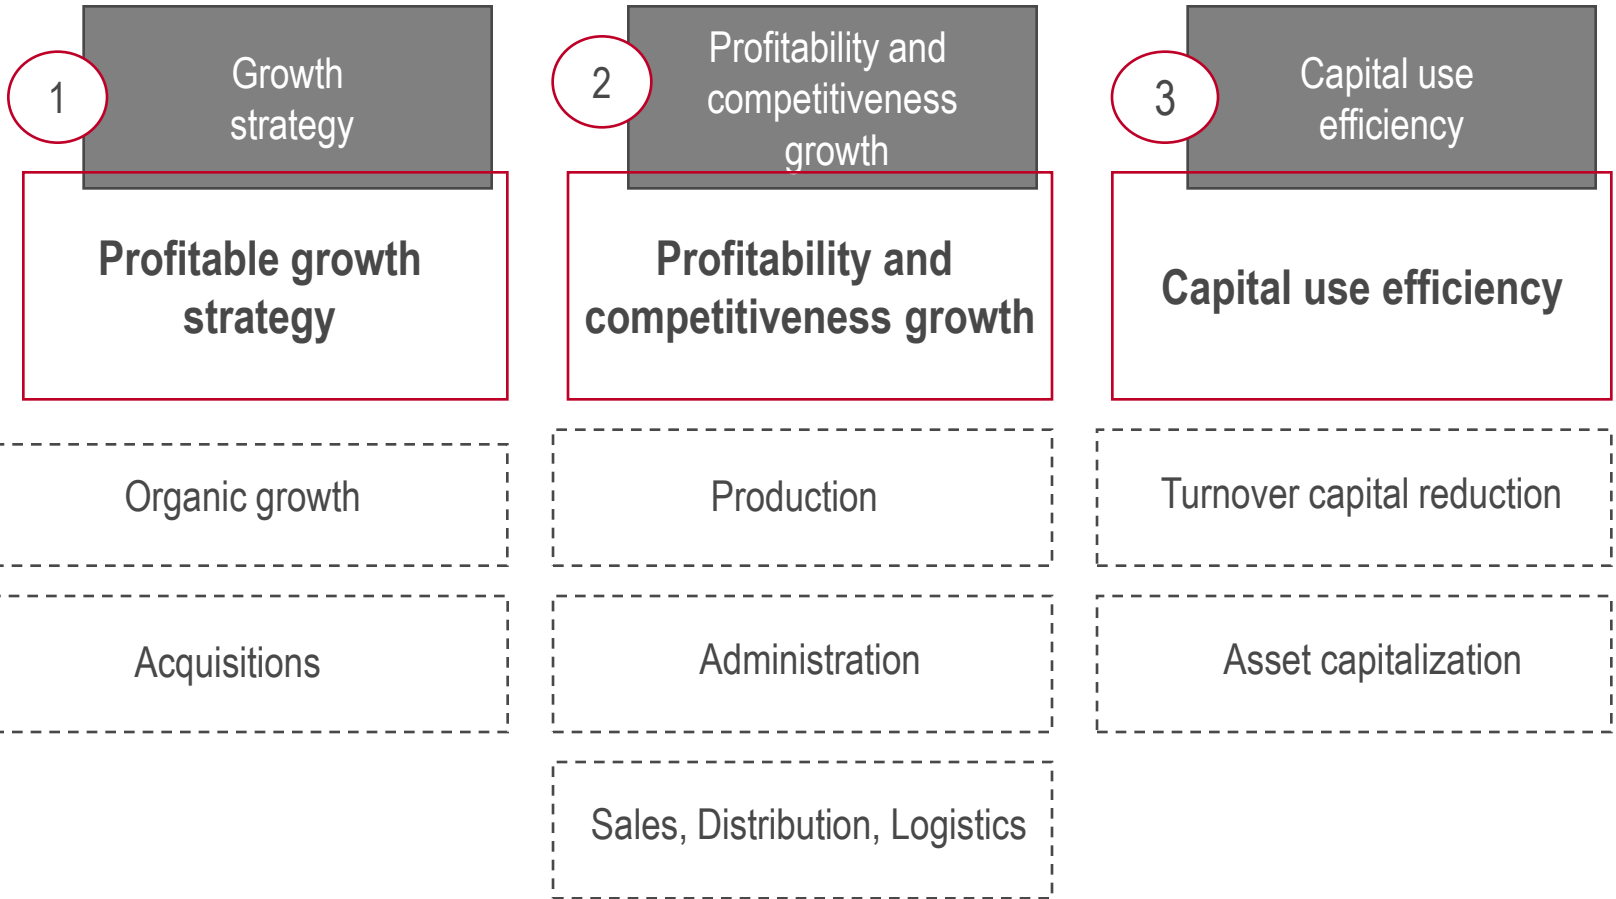 1
Growth
strategy
Profitable growth
strategy
Organic growth
Acquisitions
2
Profitability and
competitiveness
growth
Profitability and
competitiveness growth
Production
Administration
Sales, Distribution, Logistics
3
Capital use
efficiency
Capital use efficiency
Turnover capital reduction
Asset capitalization